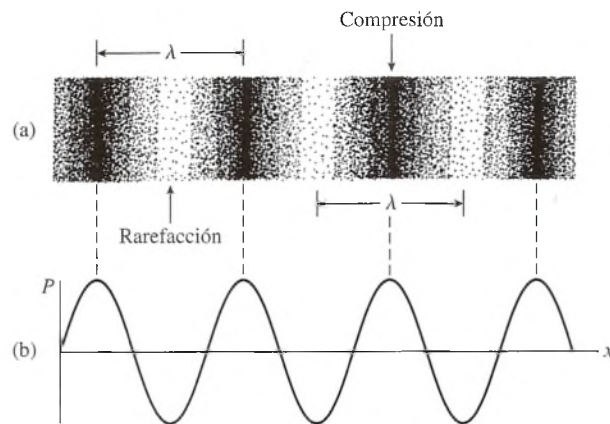 Compresión
λ
(a)
λ
Rarefacción
P
(b)
x